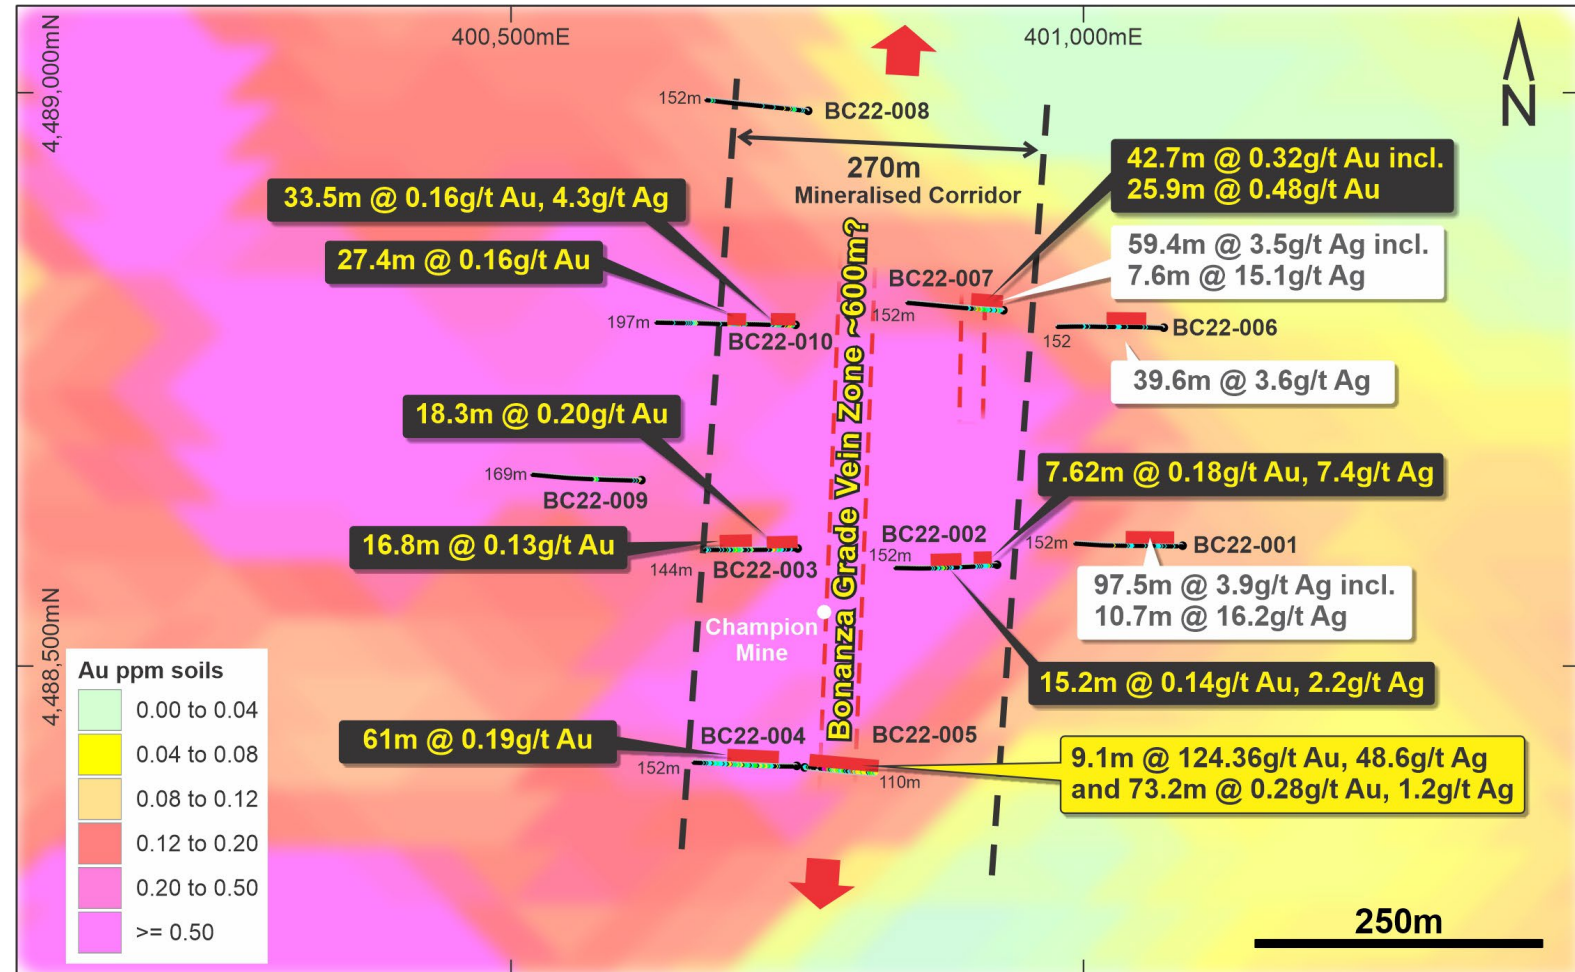 400,500mE
401,000mE
4,489,000mN
N
152m
BC22-008
270m
Mineralised Corridor
42.7m @ 0.32g/t Au incl.
25.9m @ 0.48g/t Au
33.5m @ 0.16g/t Au, 4.3g/t Ag
27.4m @ 0.16g/t Au
59.4m @ 3.5g/t Ag incl.
7.6m @ 15.1g/t Ag
BC22-007
152m
197m
BC22-010
152
BC22-006
39.6m @ 3.6g/t Ag
Bonanza Grade Vein Zone ~600m?
18.3m @ 0.20g/t Au
169m
BC22-009
7.62m @ 0.18g/t Au, 7.4g/t Ag
16.8m @ 0.13g/t Au
144m
BC22-003
BC22-002
152m
152m
BC22-001
97.5m @ 3.9g/t Ag incl.
10.7m @ 16.2g/t Ag
Champion
Mine
15.2m @ 0.14g/t Au, 2.2g/t Ag
4,488,500mN
61m @ 0.19g/t Au
BC22-004
152m
BC22-005
110m
9.1m @ 124.36g/t Au, 48.6g/t Ag
and 73.2m @ 0.28g/t Au, 1.2g/t Ag
Au ppm soils
0.00 to 0.04
0.04 to 0.08
0.08 to 0.12
0.12 to 0.20
0.20 to 0.50
>= 0.50
250m